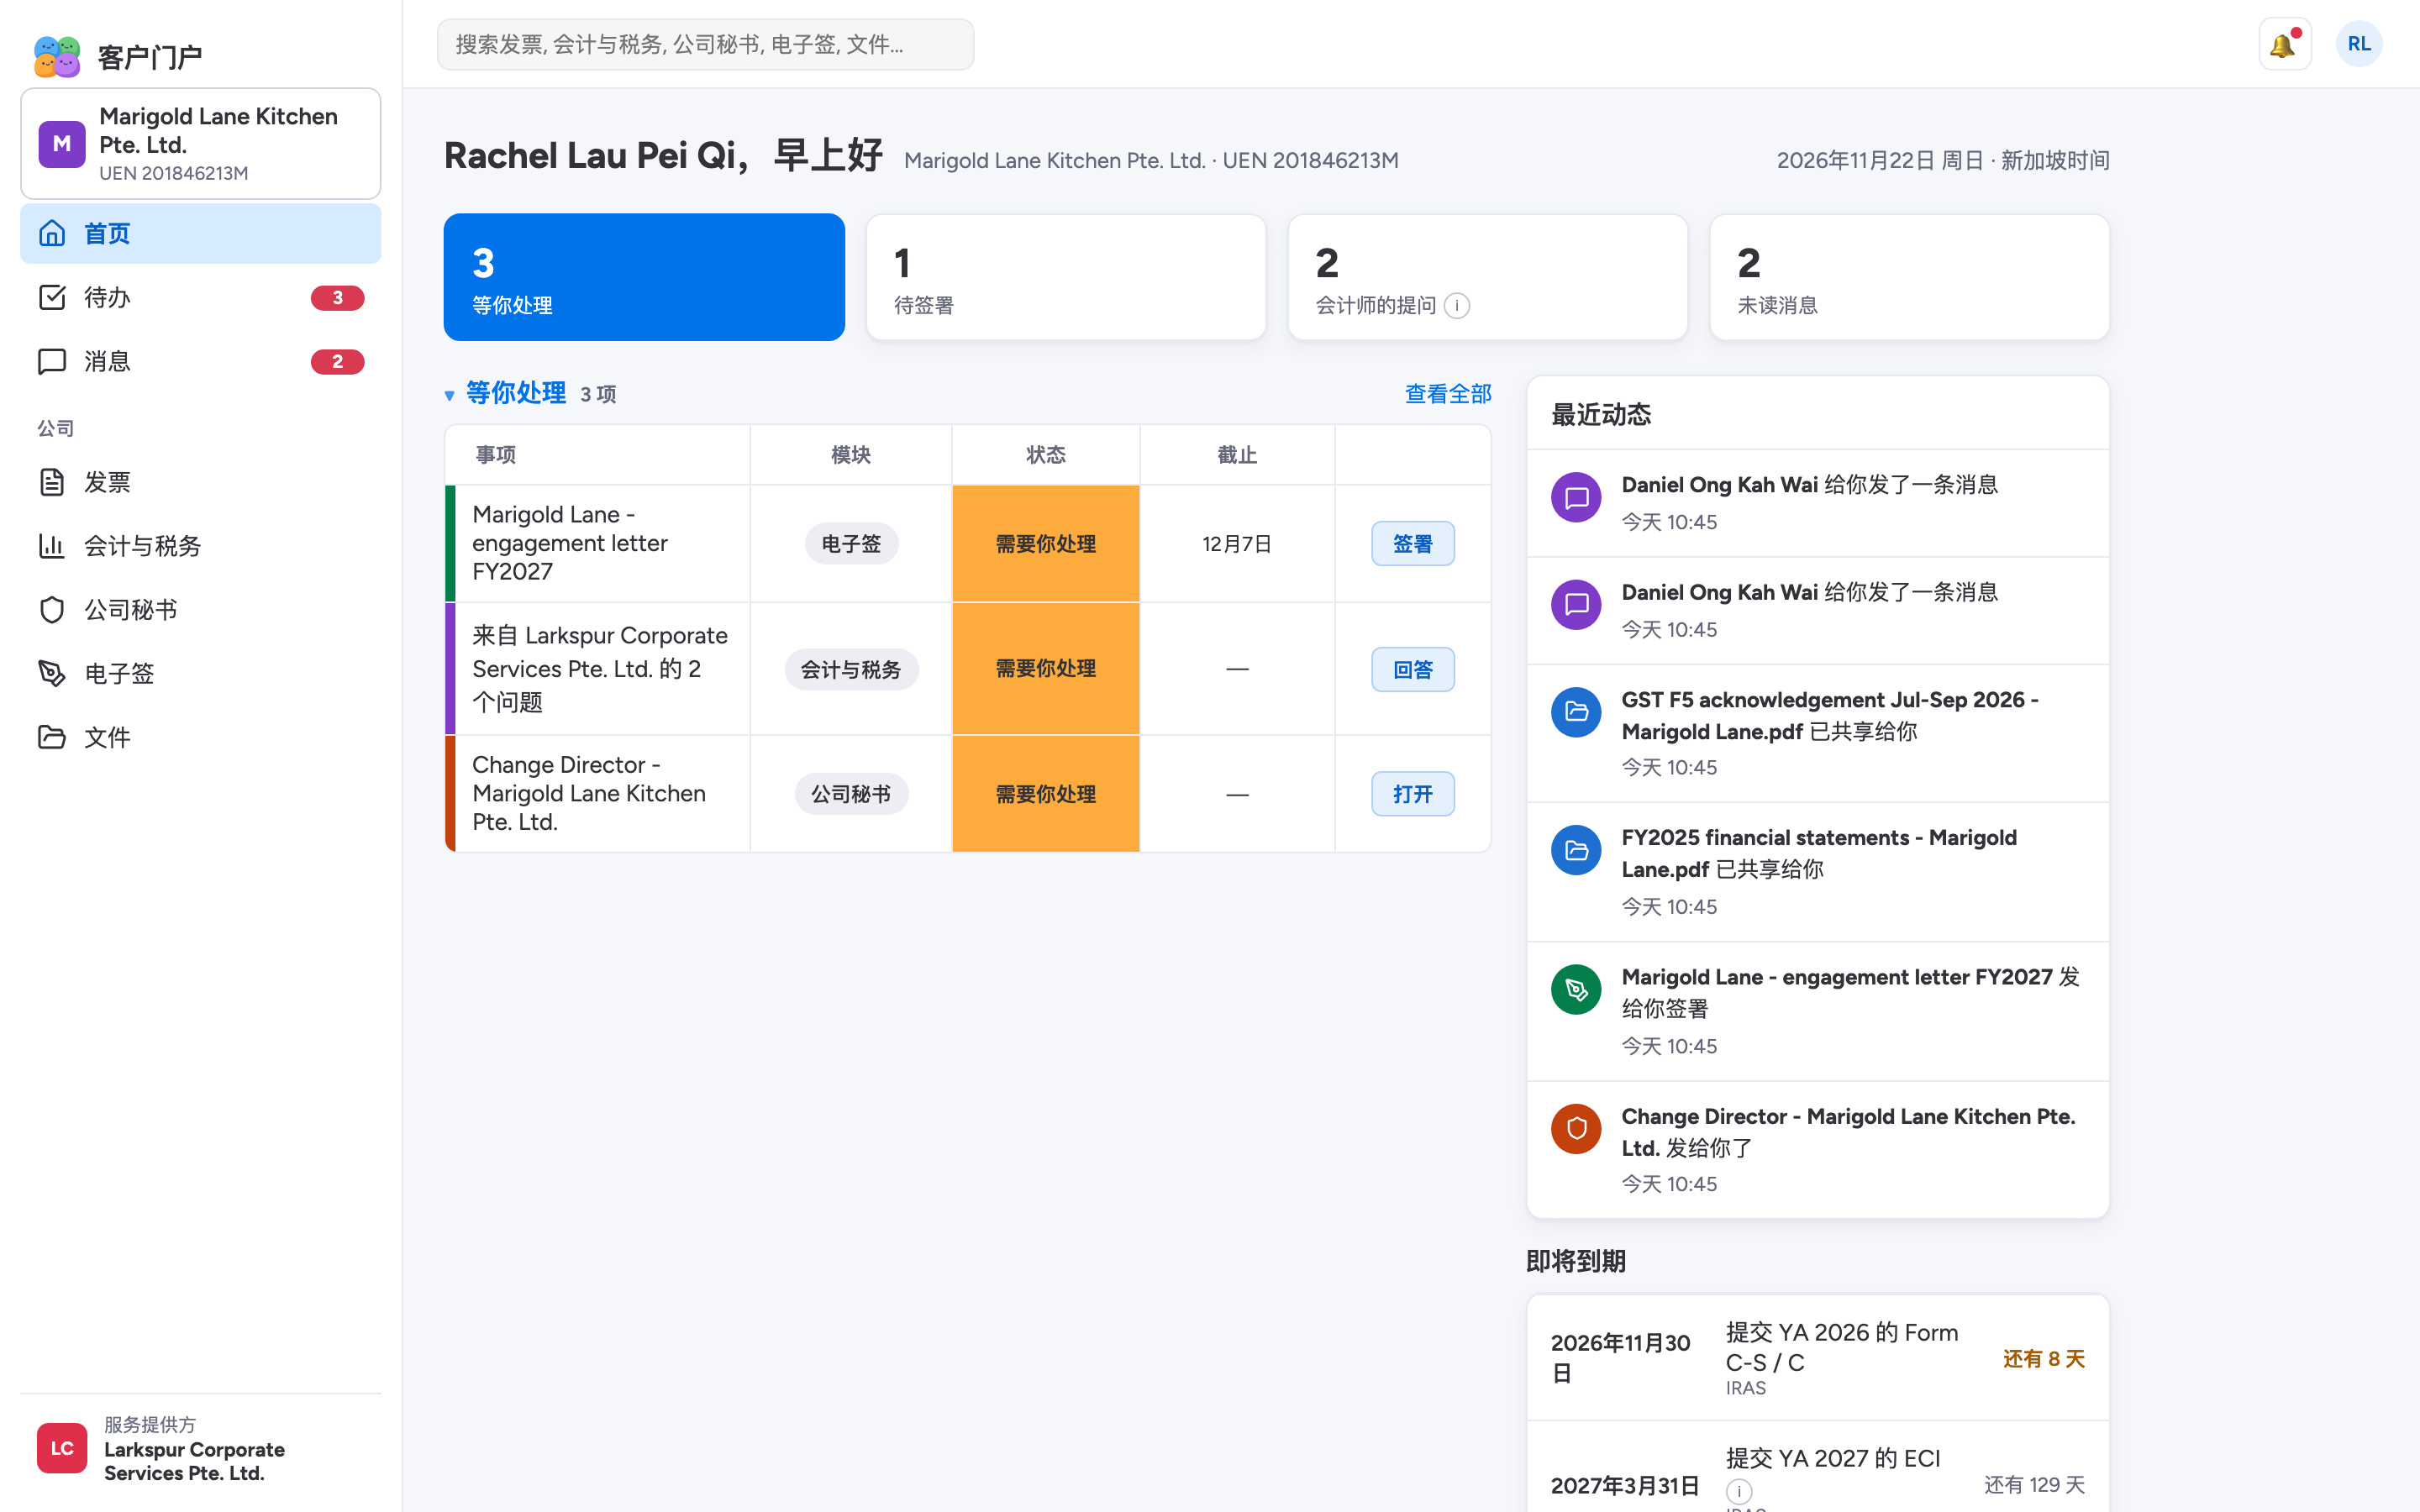 客户门户
M
Marigold Lane Kitchen
Pte. Ltd.
UEN 201846213M
首页
待办
3
消息
2
公司
发票
会计与税务
公司秘书
电子签
文件
LC
服务提供方
Larkspur Corporate
Services Pte. Ltd.
搜索发票, 会计与税务, 公司秘书, 电子签, 文件...
RL
Rachel Lau Pei Qi，早上好
Marigold Lane Kitchen Pte. Ltd. · UEN 201846213M
2026年11月22日 周日 · 新加坡时间
3
等你处理
1
待签署
2
会计师的提问 i
2
未读消息
等你处理 3 项
查看全部
事项 模块 状态 截止
Marigold Lane -
engagement letter
FY2027
电子签
需要你处理
12月7日
签署
来自 Larkspur Corporate
Services Pte. Ltd. 的 2
个问题
会计与税务
需要你处理
—
回答
Change Director -
Marigold Lane Kitchen
Pte. Ltd.
公司秘书
需要你处理
—
打开
最近动态
Daniel Ong Kah Wai 给你发了一条消息
今天 10:45
Daniel Ong Kah Wai 给你发了一条消息
今天 10:45
GST F5 acknowledgement Jul-Sep 2026 -
Marigold Lane.pdf 已共享给你
今天 10:45
FY2025 financial statements - Marigold
Lane.pdf 已共享给你
今天 10:45
Marigold Lane - engagement letter FY2027 发
给你签署
今天 10:45
Change Director - Marigold Lane Kitchen Pte.
Ltd. 发给你了
今天 10:45
即将到期
2026年11月30
日
提交 YA 2026 的 Form
C-S / C
IRAS
还有 8 天
2027年3月31日
提交 YA 2027 的 ECI
i
还有 129 天